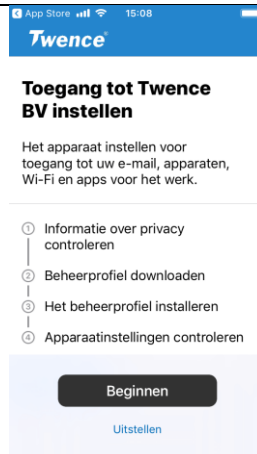 App Store 15:08
Twence
Toegang tot Twence
BV instellen
Het apparaat instellen voor
toegang tot uw e-mail, apparaten,
Wi-Fi en apps voor het werk.
1 Informatie over privacy
controleren
2 Beheerprofiel downloaden
3 Het beheerprofiel installeren
4 Apparaatinstellingen controleren
Beginnen
Uitstellen